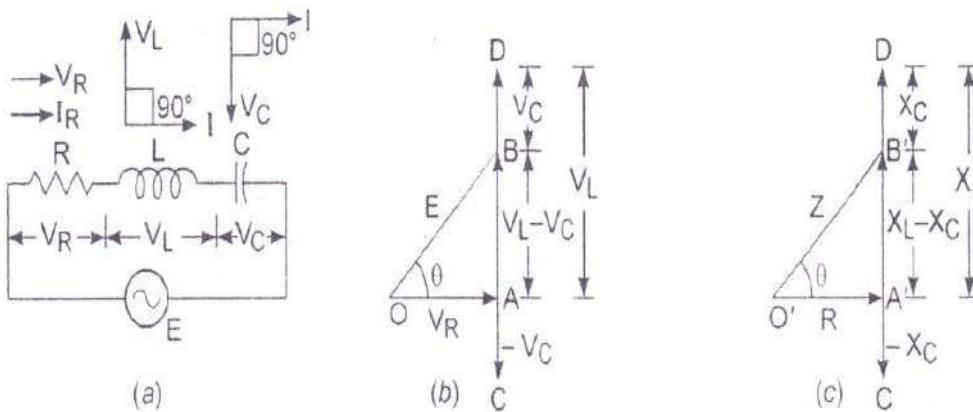 I
90°
V_L
V_C
90°
I
V_R
I_R
R
L
C
V_R
V_L
V_C
E
(a)
D
V_C
B
E
V_L–V_C
V_L
θ
O
V_R
A
–V_C
C
(b)
D
X_C
B'
Z
X_L–X_C
X
θ
O'
R
A'
–X_C
C
(c)